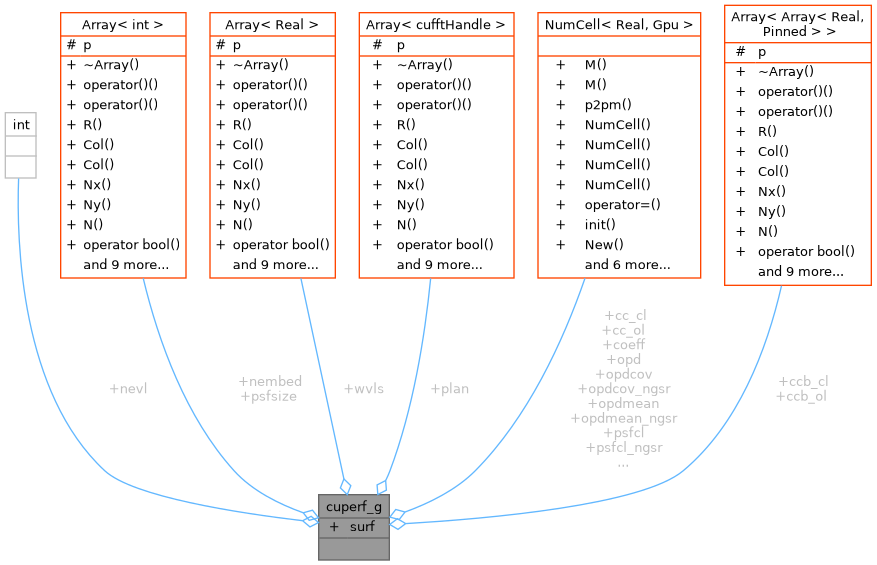 int
Array< int >
# p
+ ~Array()
+ operator()()
+ operator()()
+ R()
+ Col()
+ Col()
+ Nx()
+ Ny()
+ N()
+ operator bool()
and 9 more...
Array< Real >
# p
+ ~Array()
+ operator()()
+ operator()()
+ R()
+ Col()
+ Col()
+ Nx()
+ Ny()
+ N()
+ operator bool()
and 9 more...
Array< cufftHandle >
# p
+ ~Array()
+ operator()()
+ operator()()
+ R()
+ Col()
+ Col()
+ Nx()
+ Ny()
+ N()
+ operator bool()
and 9 more...
NumCell< Real, Gpu >
+ M()
+ M()
+ p2pm()
+ NumCell()
+ NumCell()
+ NumCell()
+ NumCell()
+ operator=()
+ init()
+ New()
and 6 more...
Array< Array< Real,
Pinned > >
# p
+ ~Array()
+ operator()()
+ operator()()
+ R()
+ Col()
+ Col()
+ Nx()
+ Ny()
+ N()
+ operator bool()
and 9 more...
+nevl
+nembed
+psfsize
+wvls
+plan
+cc_cl
+cc_ol
+coeff
+opd
+opdcov
+opdcov_ngsr
+opdmean
+opdmean_ngsr
+psfcl
+psfcl_ngsr
...
+ccb_cl
+ccb_ol
cuperf_g
+ surf